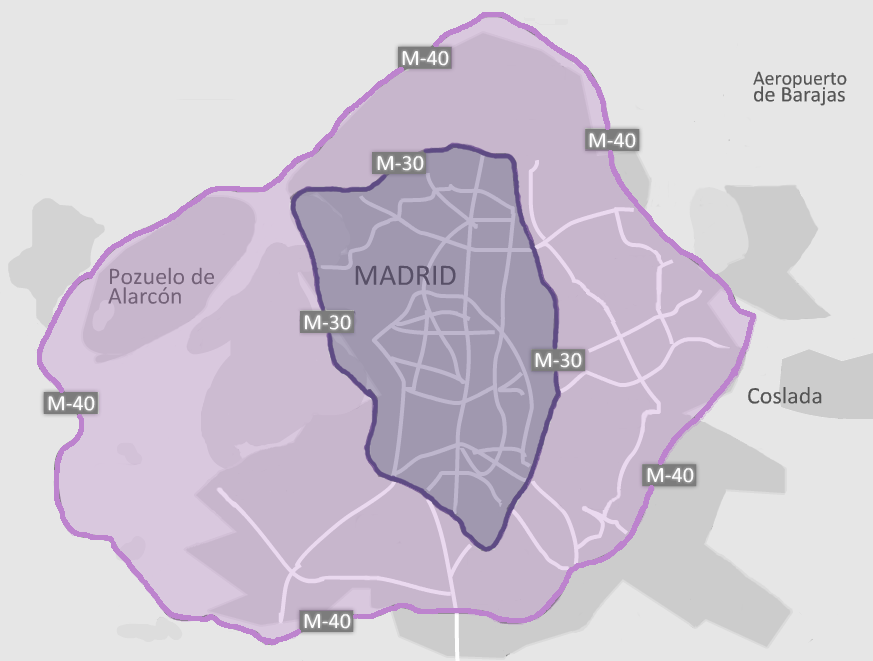 M-40
Aeropuerto
de Barajas
M-40
M-30
MADRID
Pozuelo de
Alarcón
M-30
M-30
Coslada
M-40
M-40
M-40